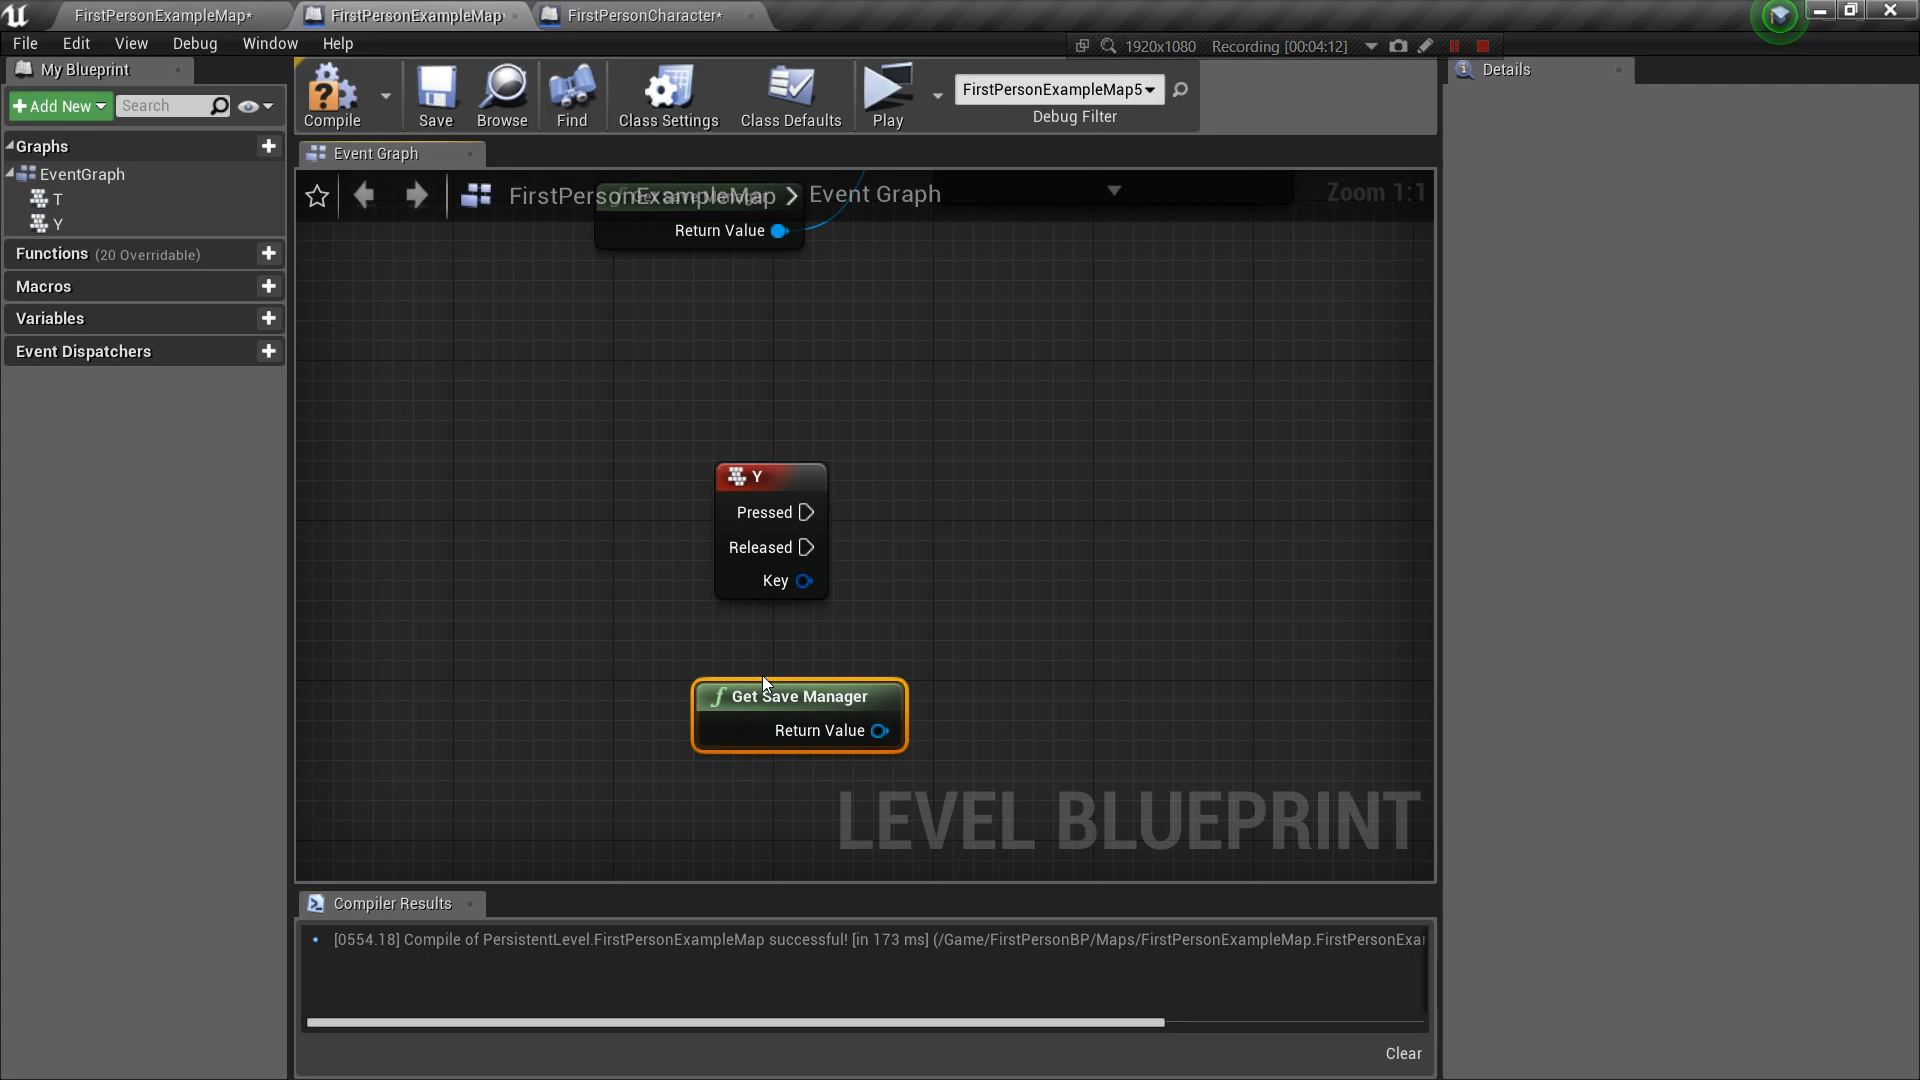 FirstPersonExampleMap*
FirstPersonExampleMap
FirstPersonCharacter*
File Edit View Debug Window Help
1920x1080 Recording [00:04:12]
My Blueprint
Details
Add New
Search
Compile
Save
Browse
Find
Class Settings
Class Defaults
Play
FirstPersonExampleMap5
Debug Filter
Graphs
EventGraph
T
Y
Functions (20 Overridable)
Macros
Variables
Event Dispatchers
Event Graph
FirstPersonExampleMap > Event Graph
Zoom 1:1
Get Save Manager
Return Value
Y
Pressed
Released
Key
Get Save Manager
Return Value
LEVEL BLUEPRINT
Compiler Results
[0554.18] Compile of PersistentLevel.FirstPersonExampleMap successful! [in 173 ms] (/Game/FirstPersonBP/Maps/FirstPersonExampleMap.FirstPersonExa
Clear